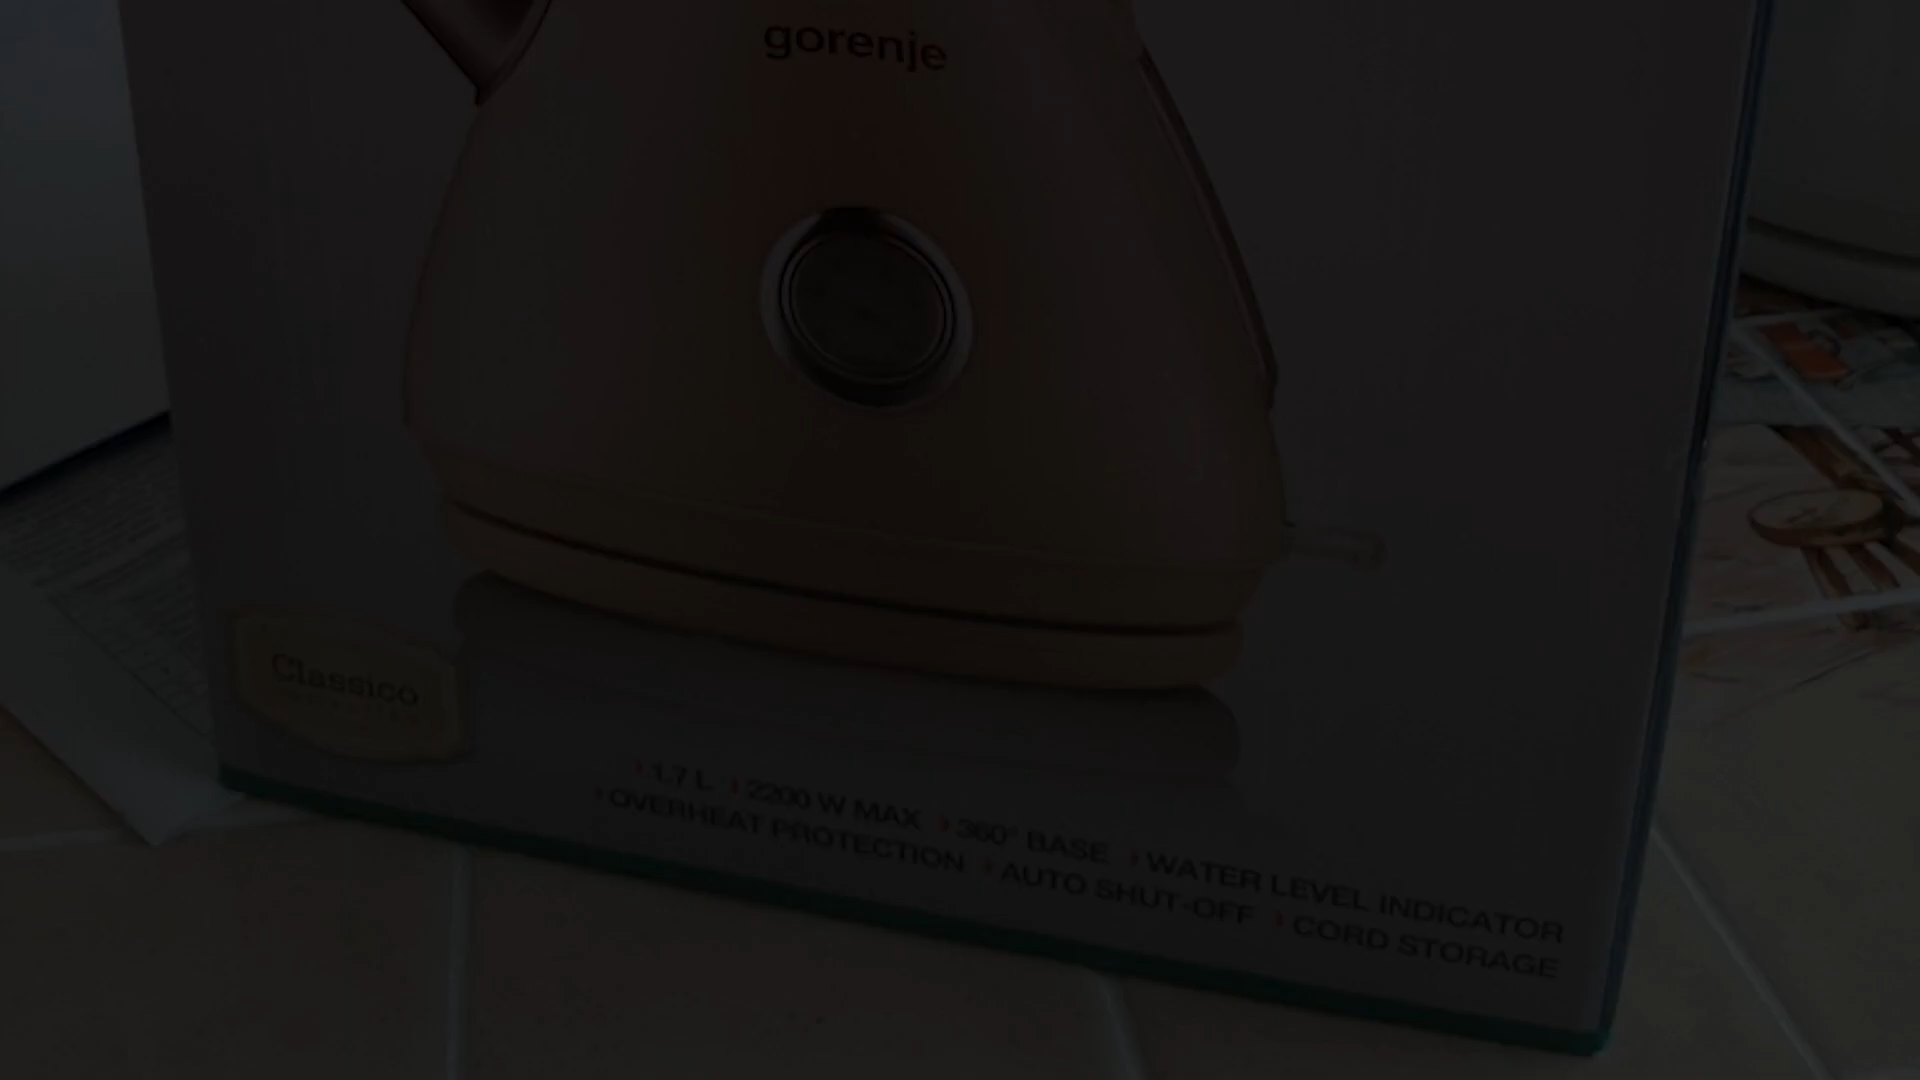 gorenje
Classico
1.7 L 2200 W MAX 360° BASE WATER LEVEL INDICATOR
OVERHEAT PROTECTION AUTO SHUT-OFF CORD STORAGE